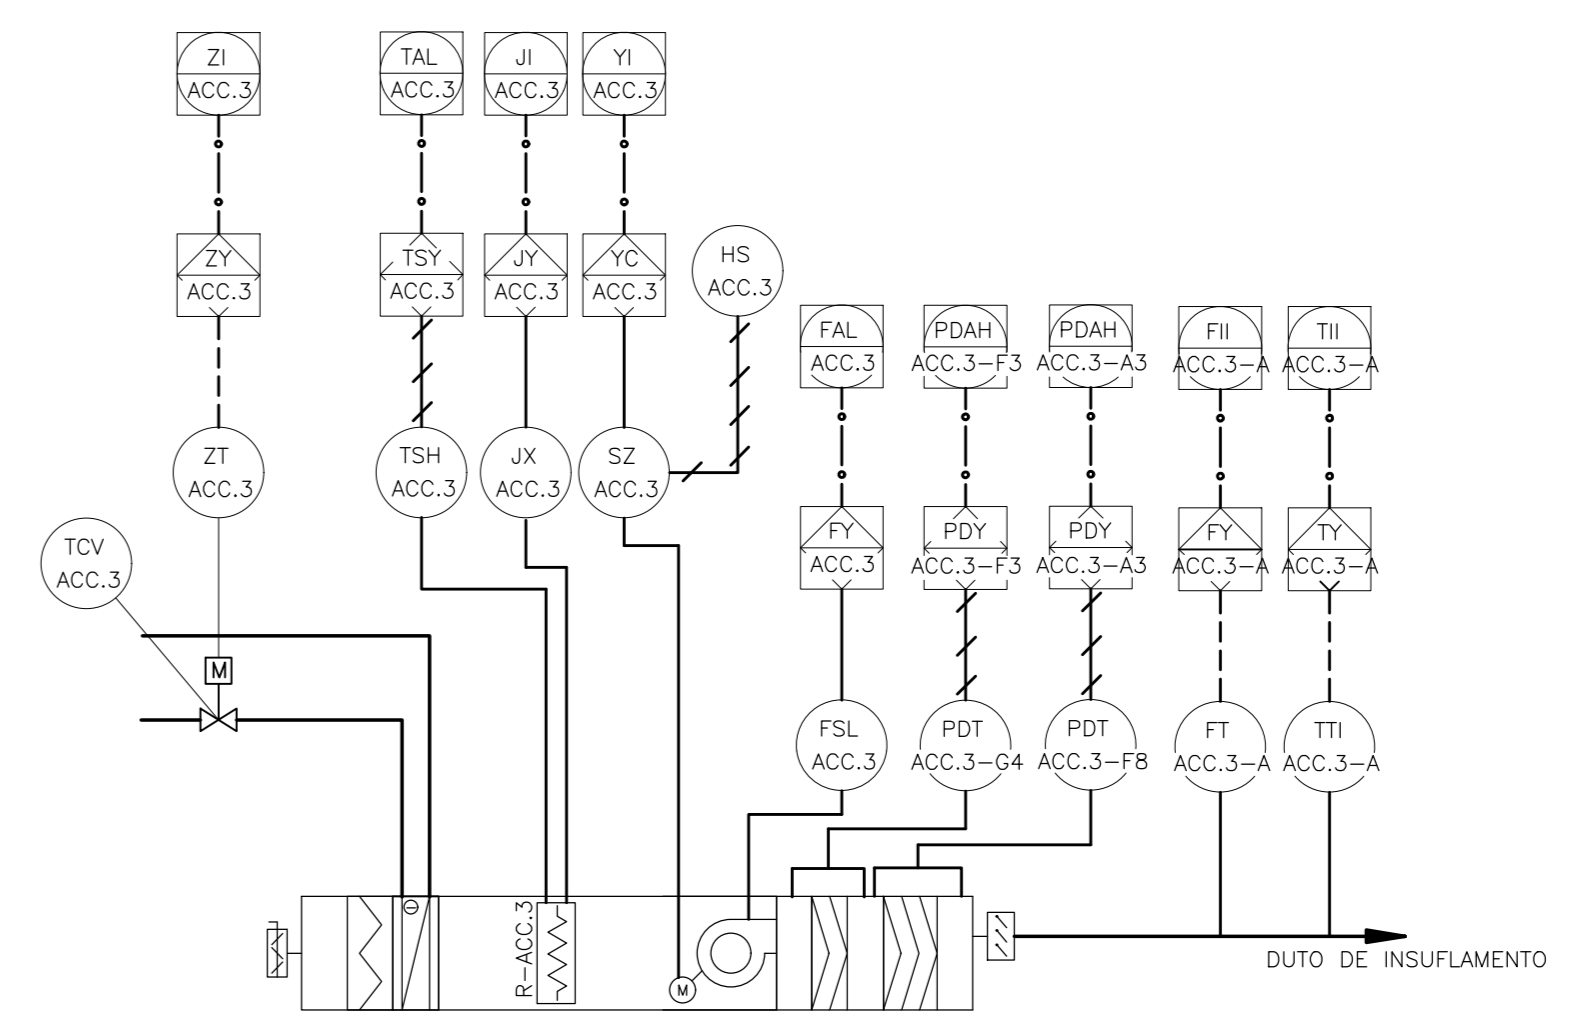 ZI
ACC.3
TAL
ACC.3
JI
ACC.3
YI
ACC.3
ZY
ACC.3
TSY
ACC.3
JY
ACC.3
YC
ACC.3
HS
ACC.3
FAL
ACC.3
PDAH
ACC.3-F3
PDAH
ACC.3-A3
FII
ACC.3-A
TII
ACC.3-A
ZT
ACC.3
TSH
ACC.3
JX
ACC.3
SZ
ACC.3
TCV
ACC.3
FY
ACC.3
PDY
ACC.3-F3
PDY
ACC.3-A3
FY
ACC.3-A
TY
ACC.3-A
M
FSL
ACC.3
PDT
ACC.3-G4
PDT
ACC.3-F8
FT
ACC.3-A
TTI
ACC.3-A
R-ACC.3
M
DUTO DE INSUFLAMENTO